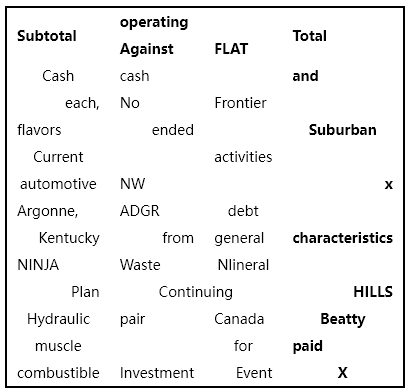 Subtotal operating Against FLAT Total
Cash cash and
each, No Frontier
flavors ended Suburban
Current activities
automotive NW x
Argonne, ADGR debt
Kentucky from general characteristics
NINJA Waste Nlineral
Plan Continuing HILLS
Hydraulic pair Canada Beatty
muscle for paid
combustible Investment Event X